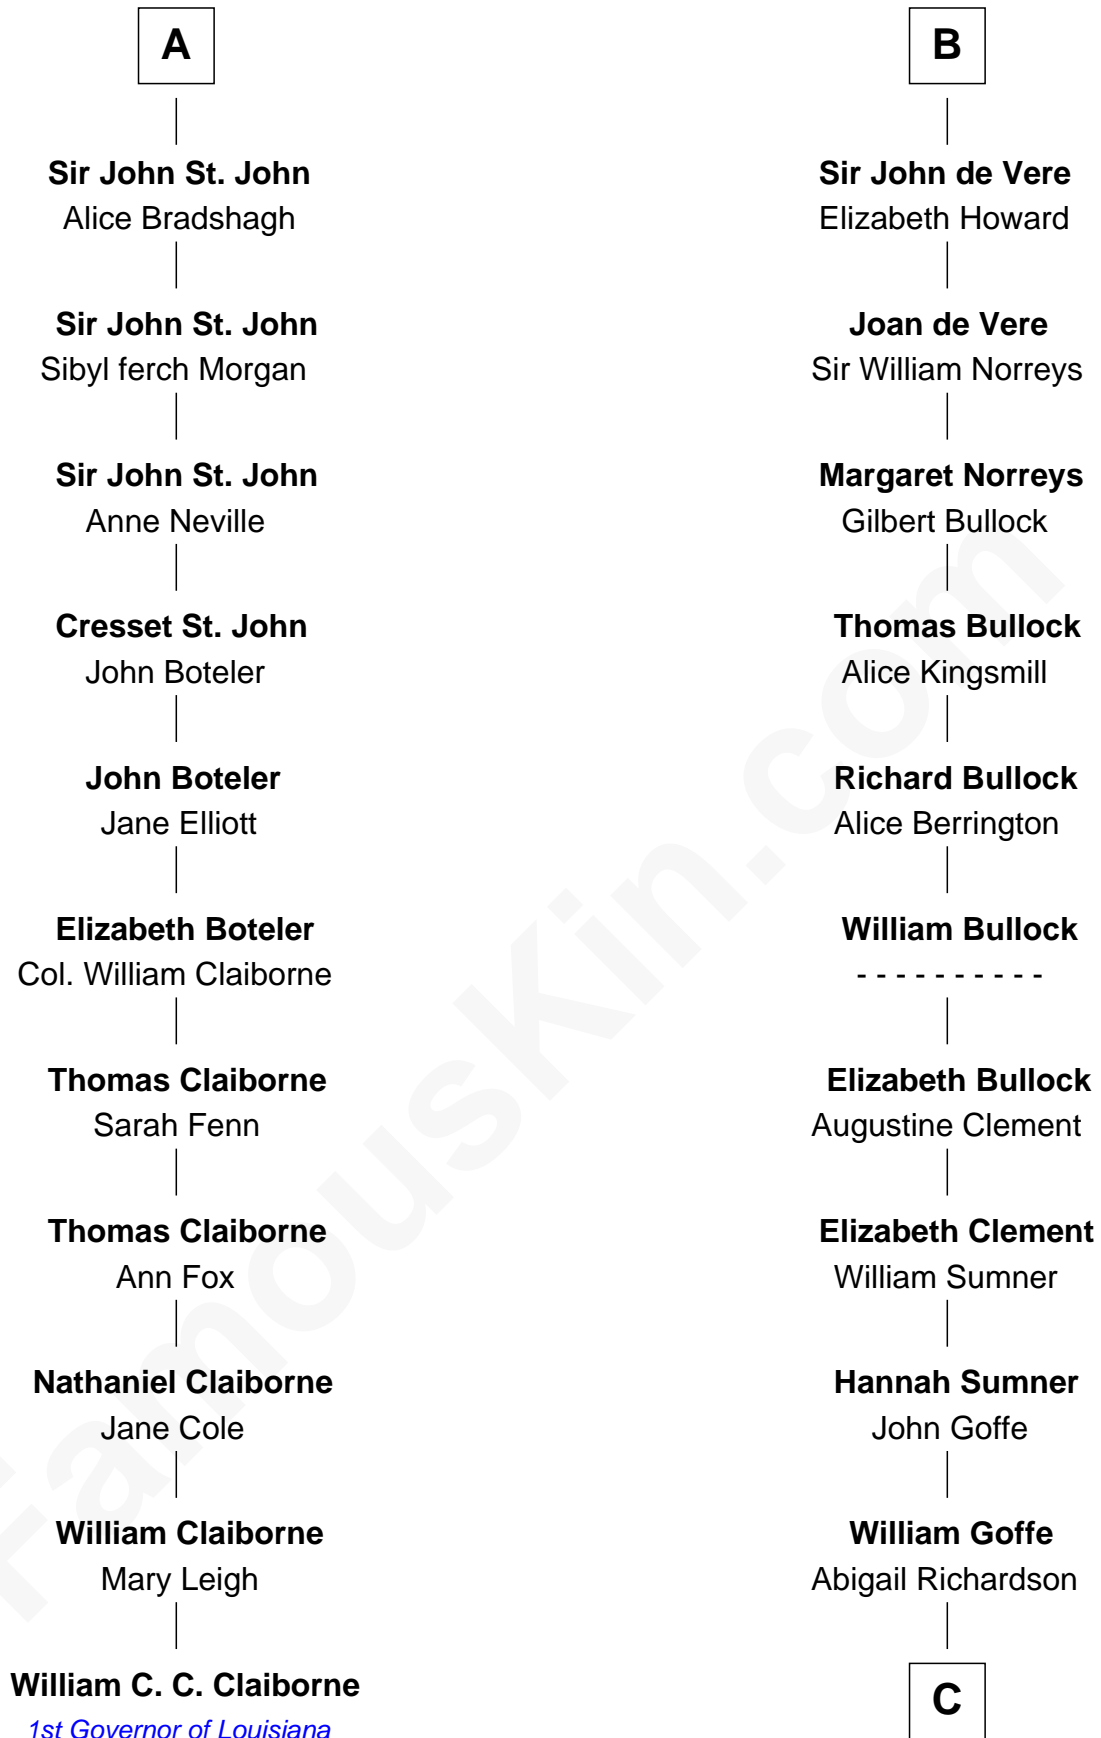 A
Sir John St. John
Alice Bradshagh
Sir John St. John
Sibyl ferch Morgan
Sir John St. John
Anne Neville
Cresset St. John
John Boteler
John Boteler
Jane Elliott
Elizabeth Boteler
Col. William Claiborne
Thomas Claiborne
Sarah Fenn
Thomas Claiborne
Ann Fox
Nathaniel Claiborne
Jane Cole
William Claiborne
Mary Leigh
William C. C. Claiborne
1st Governor of Louisiana
B
Sir John de Vere
Elizabeth Howard
Joan de Vere
Sir William Norreys
Margaret Norreys
Gilbert Bullock
Thomas Bullock
Alice Kingsmill
Richard Bullock
Alice Berrington
William Bullock
- - - - - - - - - -
Elizabeth Bullock
Augustine Clement
Elizabeth Clement
William Sumner
Hannah Sumner
John Goffe
William Goffe
Abigail Richardson
C
FamousKin.com